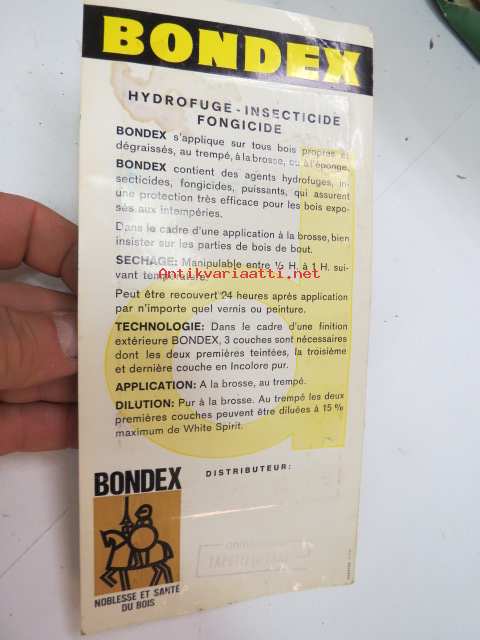 BONDEX
HYDROFUGE - INSECTICIDE
FONGICIDE
BONDEX s'applique sur tous bois propres et
dégraissés, au trempé, à la brosse, ou à l'éponge.
BONDEX contient des agents hydrofuges, in-
secticides, fongicides, puissants, qui assurent
une protection très efficace pour les bois expo-
sés aux intempéries.
Dans le cadre d'une application à la brosse, bien
insister sur les parties de bois de bout.
SECHAGE: Manipulable entre ½ H. à 1 H. sui-
vant température.
Antikvariaatti.net
Peut être recouvert 24 heures après application
par n'importe quel vernis ou peinture.
TECHNOLOGIE: Dans le cadre d'une finition
extérieure BONDEX, 3 couches sont nécessaires
dont les deux premières teintées, la troisième
et dernière couche en Incolore pur.
APPLICATION: A la brosse, au trempé.
DILUTION: Pur à la brosse. Au trempé les deux
premières couches peuvent être diluées à 15 %
maximum de White Spirit.
DISTRIBUTEUR:
BONDEX
NOBLESSE ET SANTÉ
DU BOIS